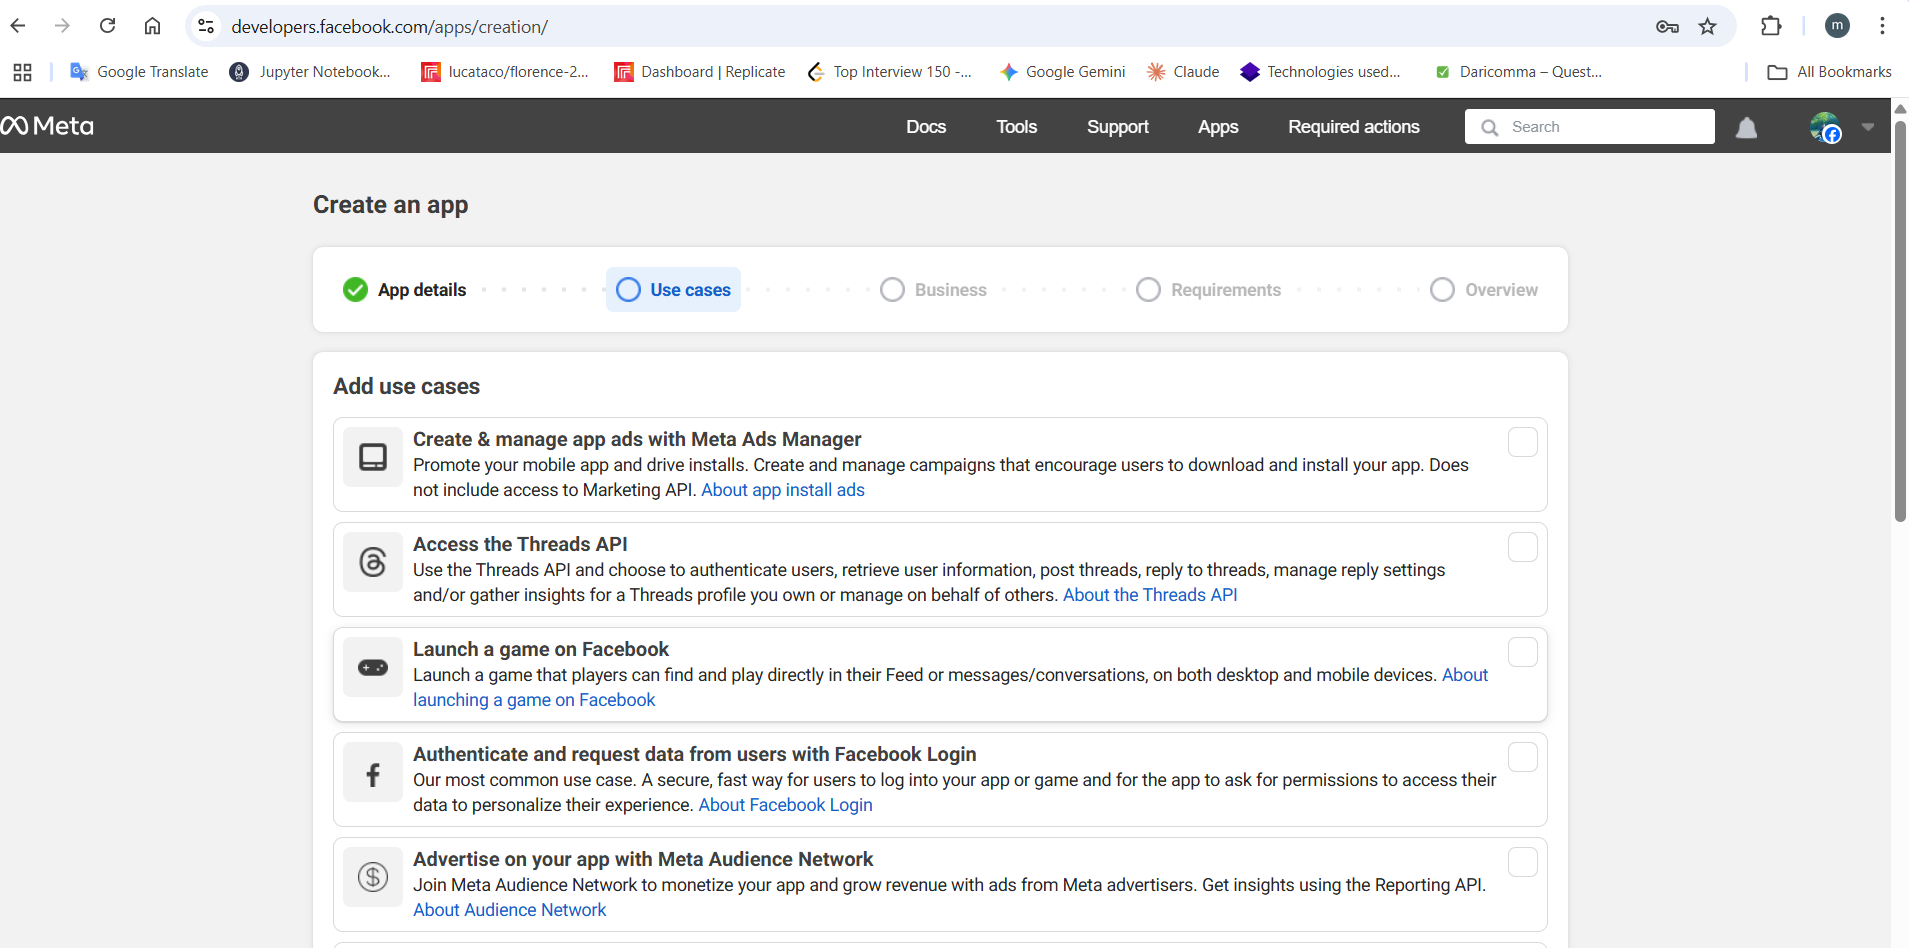 developers.facebook.com/apps/creation/
m
Google Translate
Jupyter Notebook...
lucataco/florence-2...
Dashboard | Replicate
Top Interview 150 -...
Google Gemini
Claude
Technologies used...
Daricomma – Quest...
All Bookmarks
Meta
Docs
Tools
Support
Apps
Required actions
Search
Create an app
App details
Use cases
Business
Requirements
Overview
Add use cases
Create & manage app ads with Meta Ads Manager
Promote your mobile app and drive installs. Create and manage campaigns that encourage users to download and install your app. Does
not include access to Marketing API. About app install ads
Access the Threads API
Use the Threads API and choose to authenticate users, retrieve user information, post threads, reply to threads, manage reply settings
and/or gather insights for a Threads profile you own or manage on behalf of others. About the Threads API
Launch a game on Facebook
Launch a game that players can find and play directly in their Feed or messages/conversations, on both desktop and mobile devices. About
launching a game on Facebook
Authenticate and request data from users with Facebook Login
Our most common use case. A secure, fast way for users to log into your app or game and for the app to ask for permissions to access their
data to personalize their experience. About Facebook Login
Advertise on your app with Meta Audience Network
Join Meta Audience Network to monetize your app and grow revenue with ads from Meta advertisers. Get insights using the Reporting API.
About Audience Network